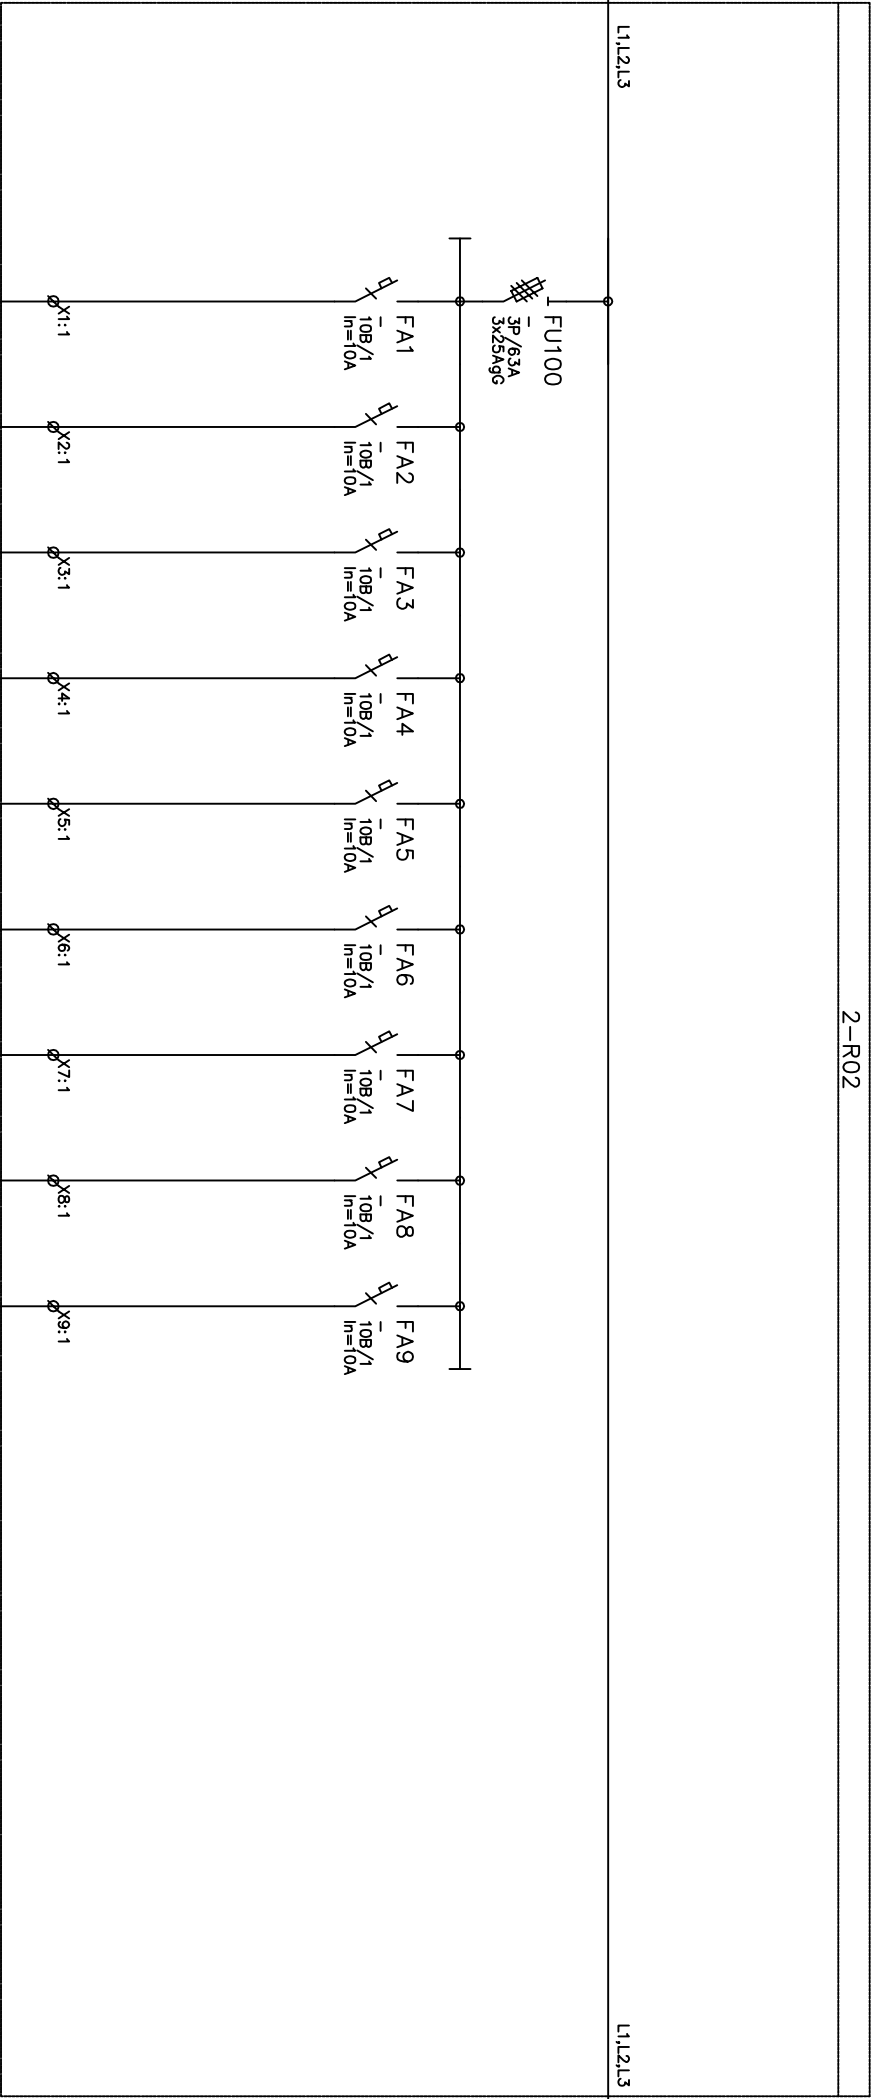 2-R02
L1,L2,L3
L1,L2,L3
FU100
-
3P/63A
3x25AgG
FA1
-
10B/1
In=10A
FA2
-
10B/1
In=10A
FA3
-
10B/1
In=10A
FA4
-
10B/1
In=10A
FA5
-
10B/1
In=10A
FA6
-
10B/1
In=10A
FA7
-
10B/1
In=10A
FA8
-
10B/1
In=10A
FA9
-
10B/1
In=10A
X1:1
X2:1
X3:1
X4:1
X5:1
X6:1
X7:1
X8:1
X9:1